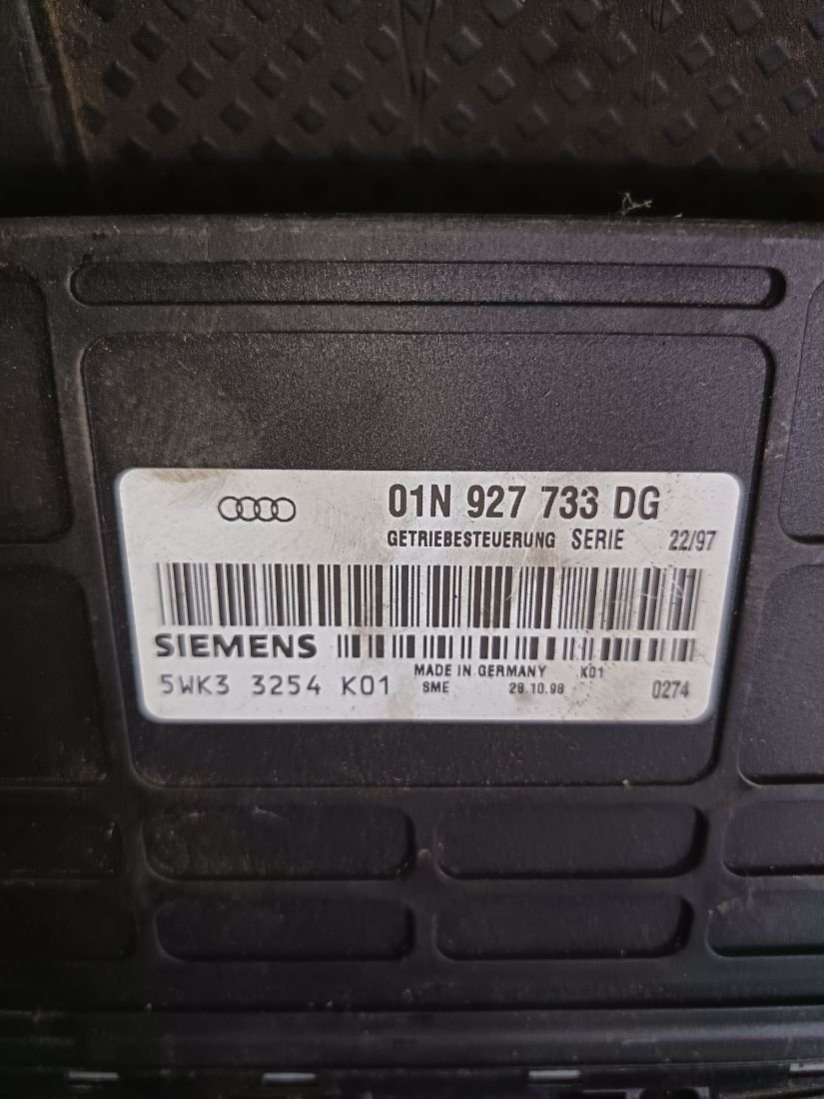 01N 927 733 DG
GETRIEBESTEUERUNG SERIE 22/97
SIEMENS
MADE IN GERMANY K01
5WK3 3254 K01 SME 28.10.98 0274